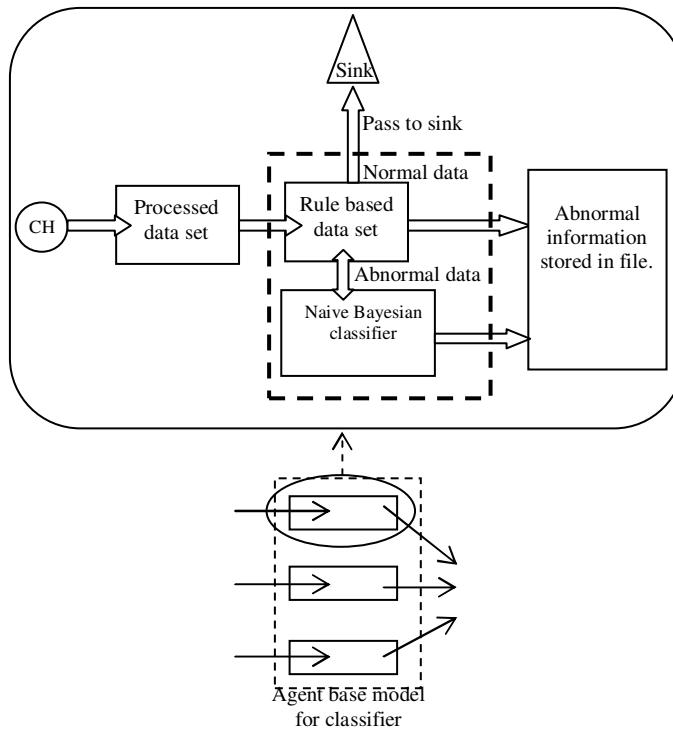 Sink
Pass to sink
Normal data
CH
Processed
data set
Rule based
data set
Abnormal
information
stored in file.
Abnormal data
Naive Bayesian
classifier
Agent base model
for classifier